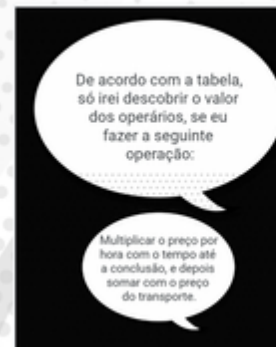 De acordo com a tabela,
só irei descobrir o valor
dos operários, se eu
fazer a seguinte
operação:
Multiplicar o preço por
hora com o tempo até
a conclusão, e depois
somar com o preço
do transporte.